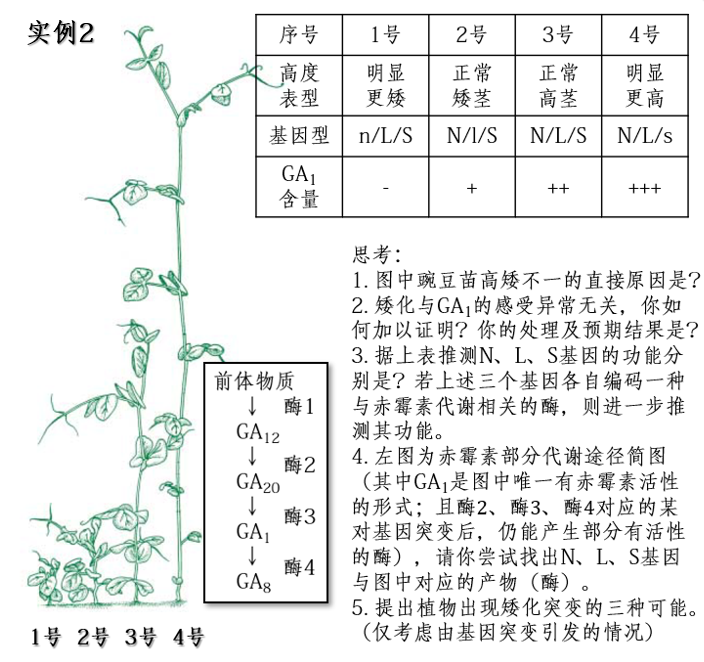 实例2
序号 1号 2号 3号 4号
高度表型 明显更矮 正常矮茎 正常高茎 明显更高
基因型 n/L/S N/l/S N/L/S N/L/s
GA₁含量 - + ++ +++
思考：
1. 图中豌豆苗高矮不一的直接原因是?
2. 矮化与GA₁的感受异常无关，你如
何加以证明？你的处理及预期结果是?
3. 据上表推测N、L、S基因的功能分
别是？若上述三个基因各自编码一种
与赤霉素代谢相关的酶，则进一步推
测其功能。
4. 左图为赤霉素部分代谢途径简图
（其中GA₁是图中唯一有赤霉素活性
的形式；且酶2、酶3、酶4对应的某
对基因突变后，仍能产生部分有活性
的酶），请你尝试找出N、L、S基因
与图中对应的产物（酶）。
5. 提出植物出现矮化突变的三种可能。
（仅考虑由基因突变引发的情况）
前体物质
↓ 酶1
GA₁₂
↓ 酶2
GA₂₀
↓ 酶3
GA₁
↓ 酶4
GA₈
1号 2号 3号 4号